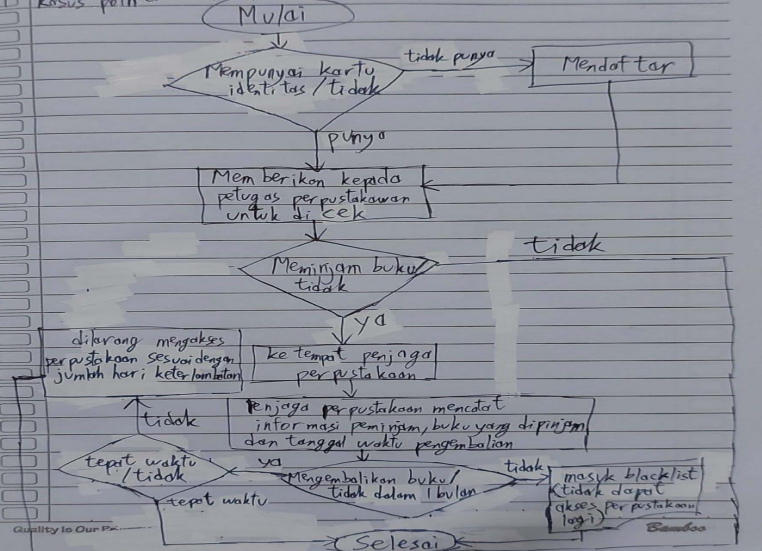 Kasus poin
Mulai
Mempunyai kartu
identitas/tidak
tidak punya
Mendaftar
punya
Memberikan kepada
petugas perpustakawan
untuk di cek
Meminjam buku/
tidak
tidak
ya
ke tempat penjaga
perpustakaan
dilarang mengakses
perpustakaan sesuai dengan
jumlah hari keterlambatan
Penjaga perpustakaan mencatat
informasi peminjam, buku yang dipinjam
dan tanggal waktu pengembalian
tidak
tepat waktu
/tidak
ya
Mengembalikan buku/
tidak dalam 1 bulan
tidak
masuk blacklist
(tidak dapat
akses perpustakaan
lagi)
tepat waktu
Selesai
Quality Is Our
Bamboo